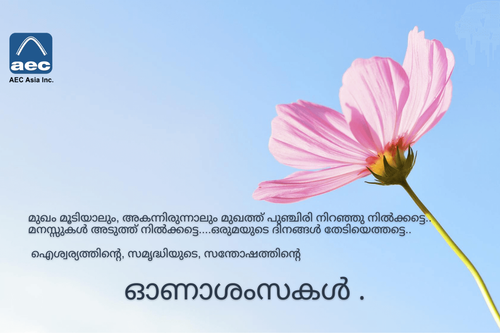 aec
AEC Asia Inc.
മുഖം മൂടിയാലും, അകന്നിരുന്നാലും മുഖത്ത് പുഞ്ചിരി നിറഞ്ഞു നിൽക്കട്ടെ..
മനസ്സുകൾ അടുത്ത് നിൽക്കട്ടെ....ഒരുമയുടെ ദിനങ്ങൾ തേടിയെത്തട്ടെ..
ഐശ്വര്യത്തിന്റെ, സമൃദ്ധിയുടെ, സന്തോഷത്തിന്റെ
ഓണാശംസകൾ .